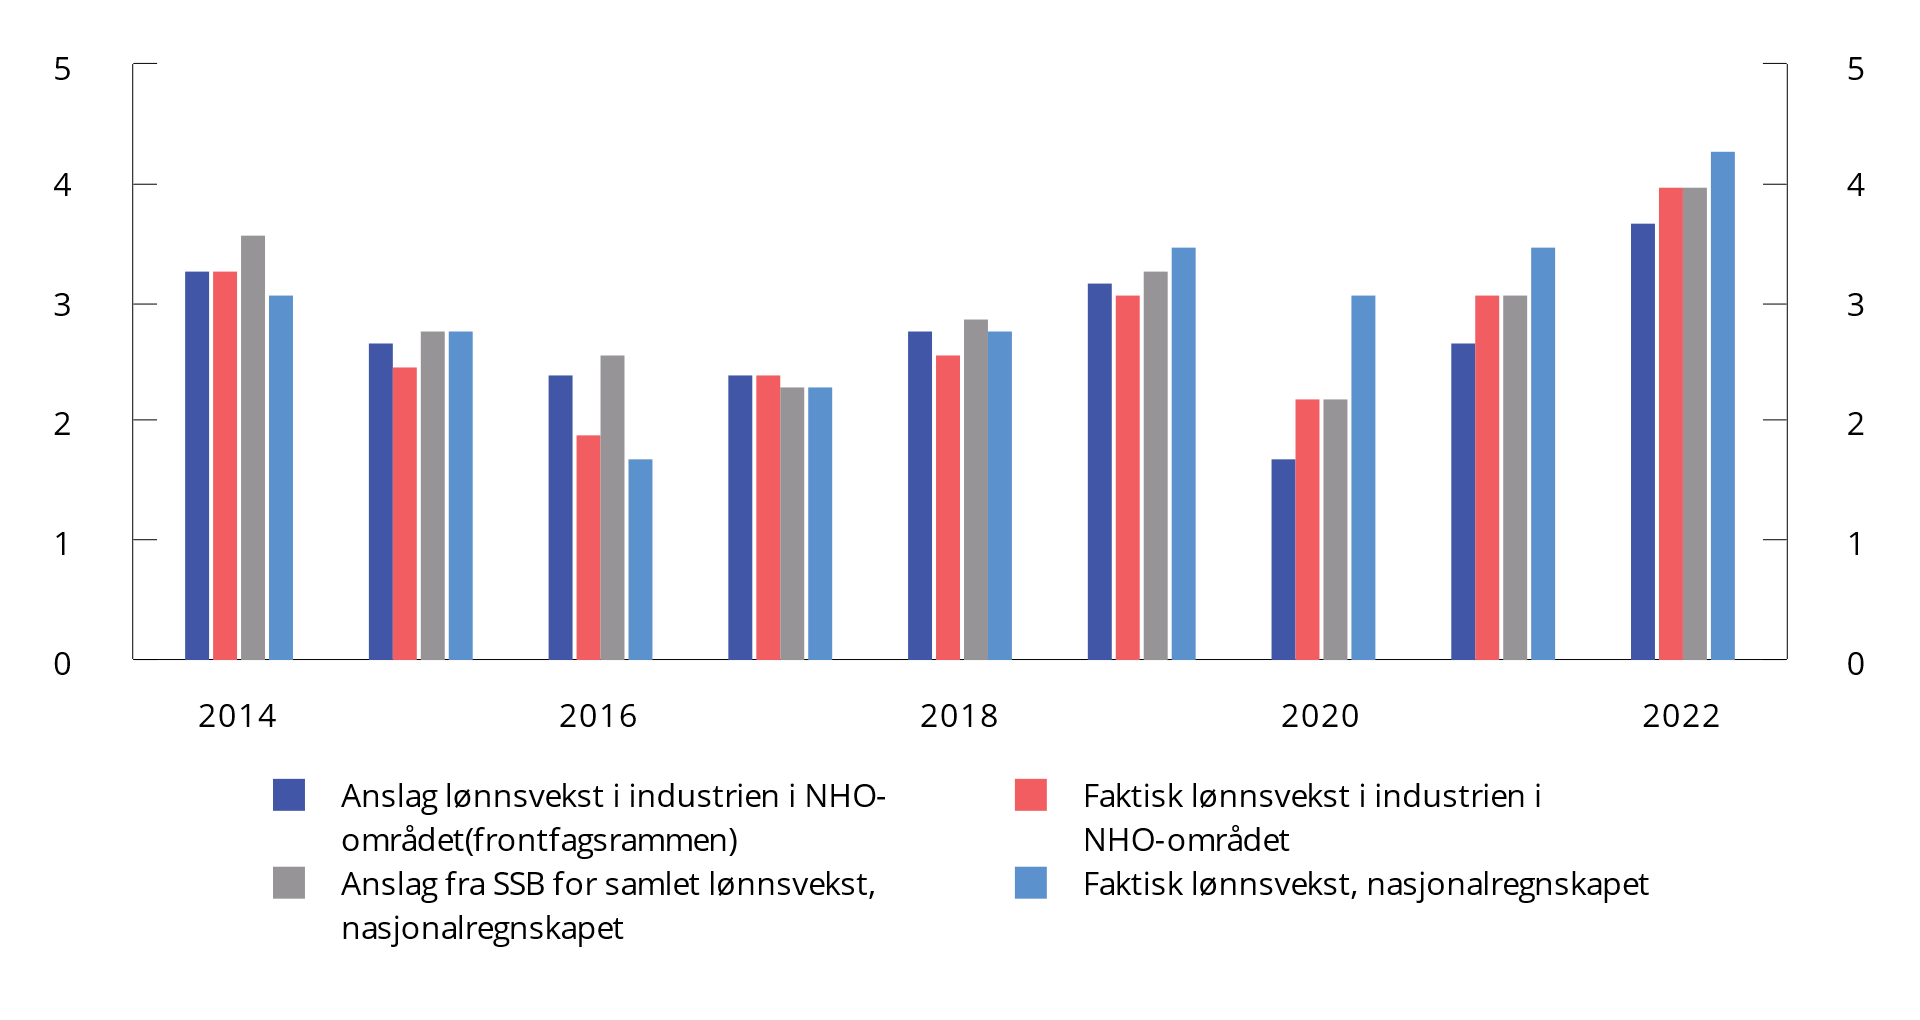 5 5
4 4
3 3
2 2
1 1
0 0
2014 2016 2018 2020 2022
Anslag lønnsvekst i industrien i NHO-
området(frontfagsrammen)
Faktisk lønnsvekst i industrien i
NHO-området
Anslag fra SSB for samlet lønnsvekst,
nasjonalregnskapet
Faktisk lønnsvekst, nasjonalregnskapet